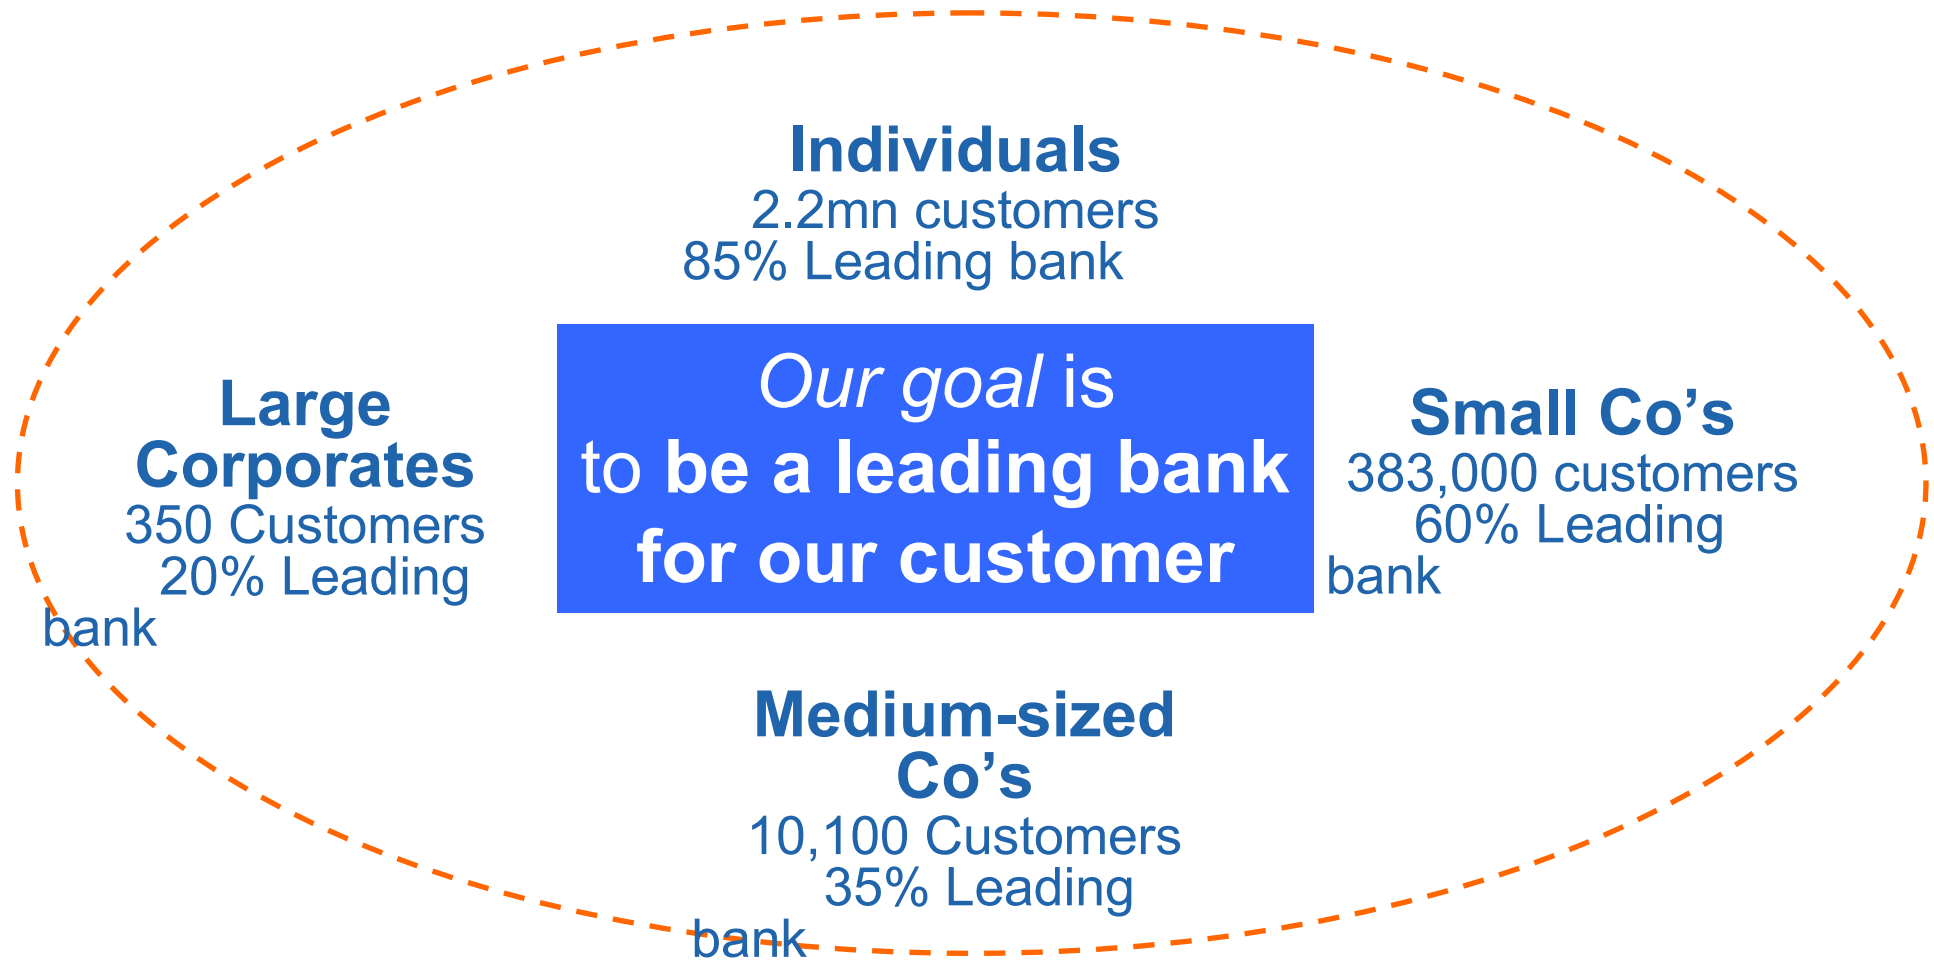 Individuals
2.2mn customers
85% Leading bank
Our goal is
to be a leading bank
for our customer
Large
Corporates
350 Customers
20% Leading
bank
Small Co’s
383,000 customers
60% Leading
bank
Medium-sized
Co’s
10,100 Customers
35% Leading
bank